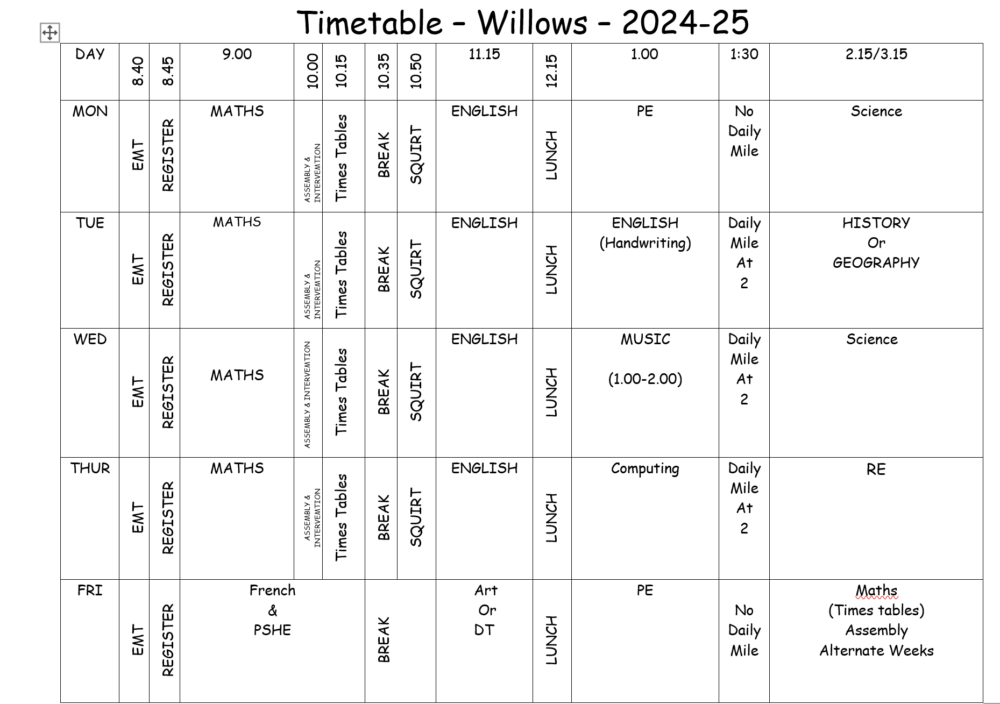 Timetable – Willows – 2024-25
DAY
8.40
8.45
9.00
10.00
10.15
10.35
10.50
11.15
12.15
1.00
1:30
2.15/3.15
MON
EMT
REGISTER
MATHS
ASSEMBLY &
INTERVEMTION
Times Tables
BREAK
SQUIRT
ENGLISH
LUNCH
PE
No
Daily
Mile
Science
TUE
EMT
REGISTER
MATHS
ASSEMBLY &
INTERVEMTION
Times Tables
BREAK
SQUIRT
ENGLISH
LUNCH
ENGLISH
(Handwriting)
Daily
Mile
At
2
HISTORY
Or
GEOGRAPHY
WED
EMT
REGISTER
MATHS
ASSEMBLY & INTERVEMTION
Times Tables
BREAK
SQUIRT
ENGLISH
LUNCH
MUSIC
(1.00-2.00)
Daily
Mile
At
2
Science
THUR
EMT
REGISTER
MATHS
ASSEMBLY &
INTERVEMTION
Times Tables
BREAK
SQUIRT
ENGLISH
LUNCH
Computing
Daily
Mile
At
2
RE
FRI
EMT
REGISTER
French
&
PSHE
BREAK
Art
Or
DT
LUNCH
PE
No
Daily
Mile
Maths
(Times tables)
Assembly
Alternate Weeks